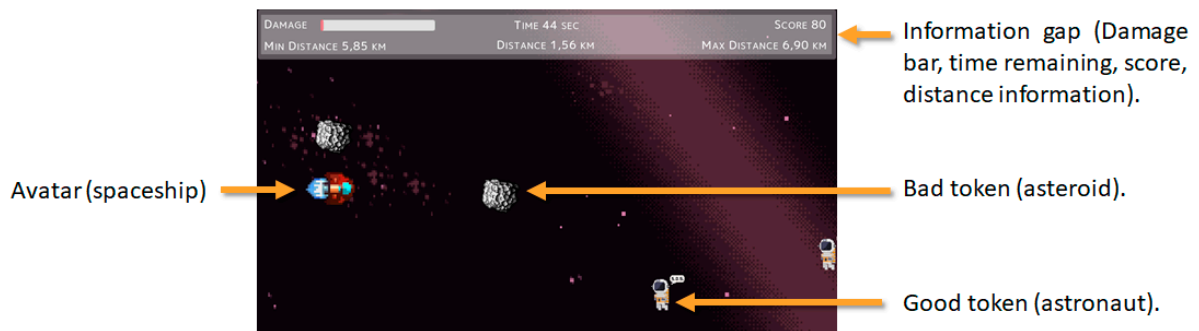 DAMAGE TIME 44 SEC SCORE 80
MIN DISTANCE 5,85 KM DISTANCE 1,56 KM MAX DISTANCE 6,90 KM
Information gap (Damage
bar, time remaining, score,
distance information).
Avatar (spaceship)
Bad token (asteroid).
Good token (astronaut).